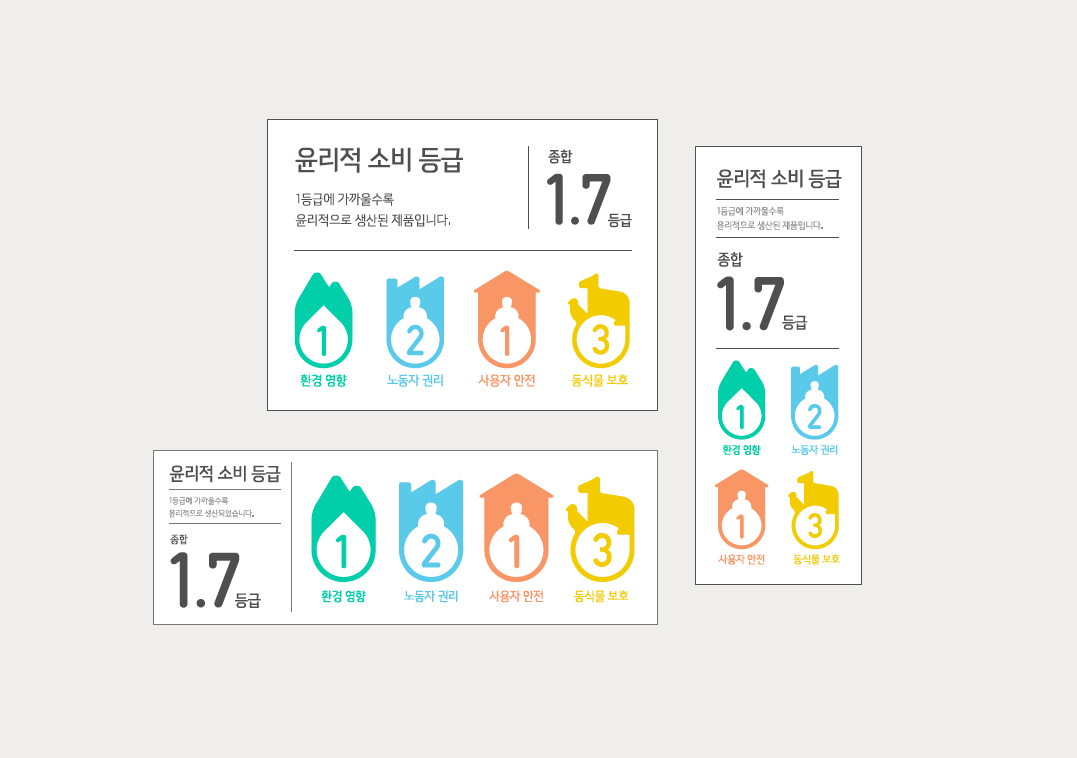 윤리적 소비 등급
1등급에 가까울수록
윤리적으로 생산된 제품입니다.
종합
1.7등급
1
2
1
3
환경 영향
노동자 권리
사용자 안전
동식물 보호
윤리적 소비 등급
1등급에 가까울수록
윤리적으로 생산된 제품입니다.
종합
1.7등급
1
2
환경 영향
노동자 권리
1
3
사용자 안전
동식물 보호
윤리적 소비 등급
1등급에 가까울수록
윤리적으로 생산되었습니다.
종합
1.7등급
1
2
1
3
환경 영향
노동자 권리
사용자 안전
동식물 보호